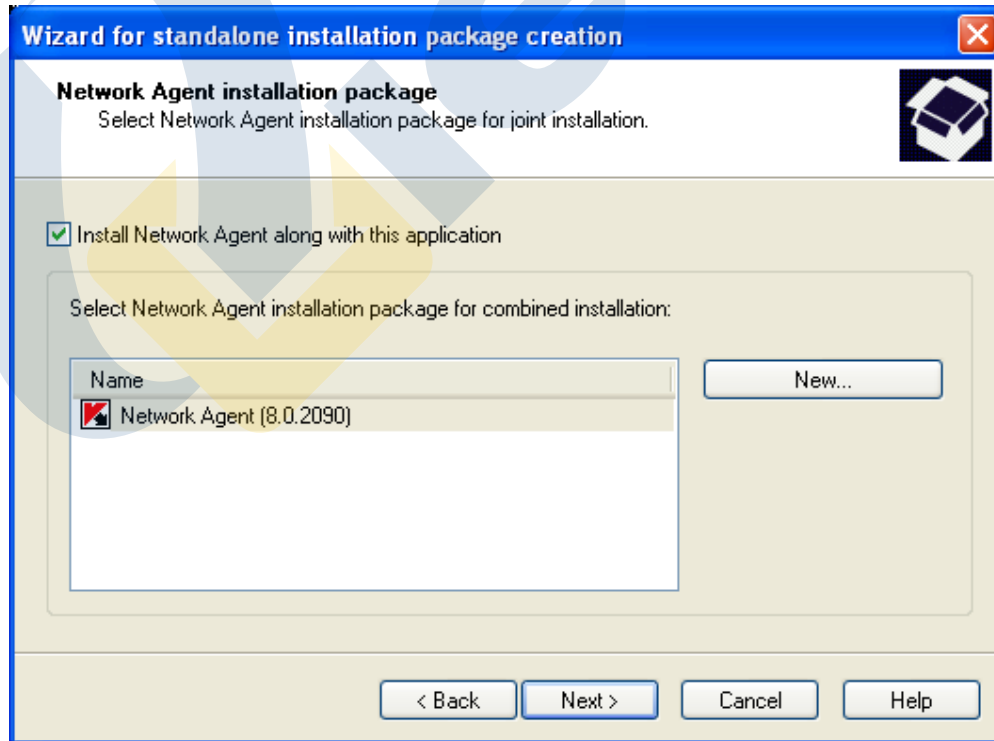 Wizard for standalone installation package creation
Network Agent installation package
Select Network Agent installation package for joint installation.
Install Network Agent along with this application
Select Network Agent installation package for combined installation:
Name
New...
Network Agent (8.0.2090)
< Back
Next >
Cancel
Help